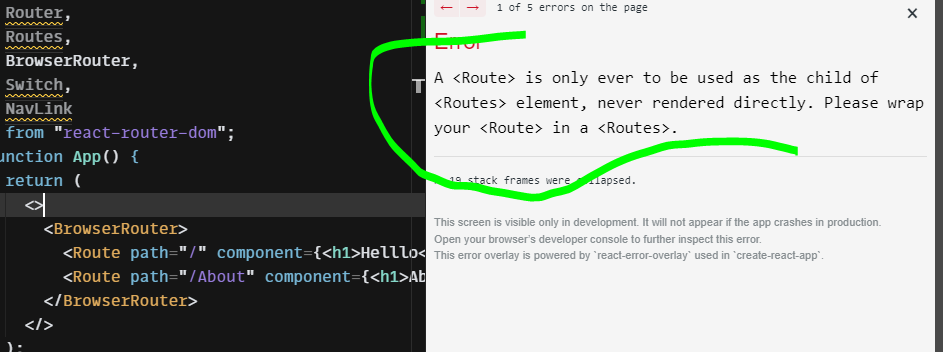 Router,
Routes,
BrowserRouter,
Switch,
NavLink
from "react-router-dom";
unction App() {
return (
<>
<BrowserRouter>
<Route path="/" component={<h1>Helllo<
<Route path="/About" component={<h1>Ab
</BrowserRouter>
</>
);
T
← → 1 of 5 errors on the page ×
Error
A <Route> is only ever to be used as the child of
<Routes> element, never rendered directly. Please wrap
your <Route> in a <Routes>.
19 stack frames were collapsed.
This screen is visible only in development. It will not appear if the app crashes in production.
Open your browser's developer console to further inspect this error.
This error overlay is powered by `react-error-overlay` used in `create-react-app`.